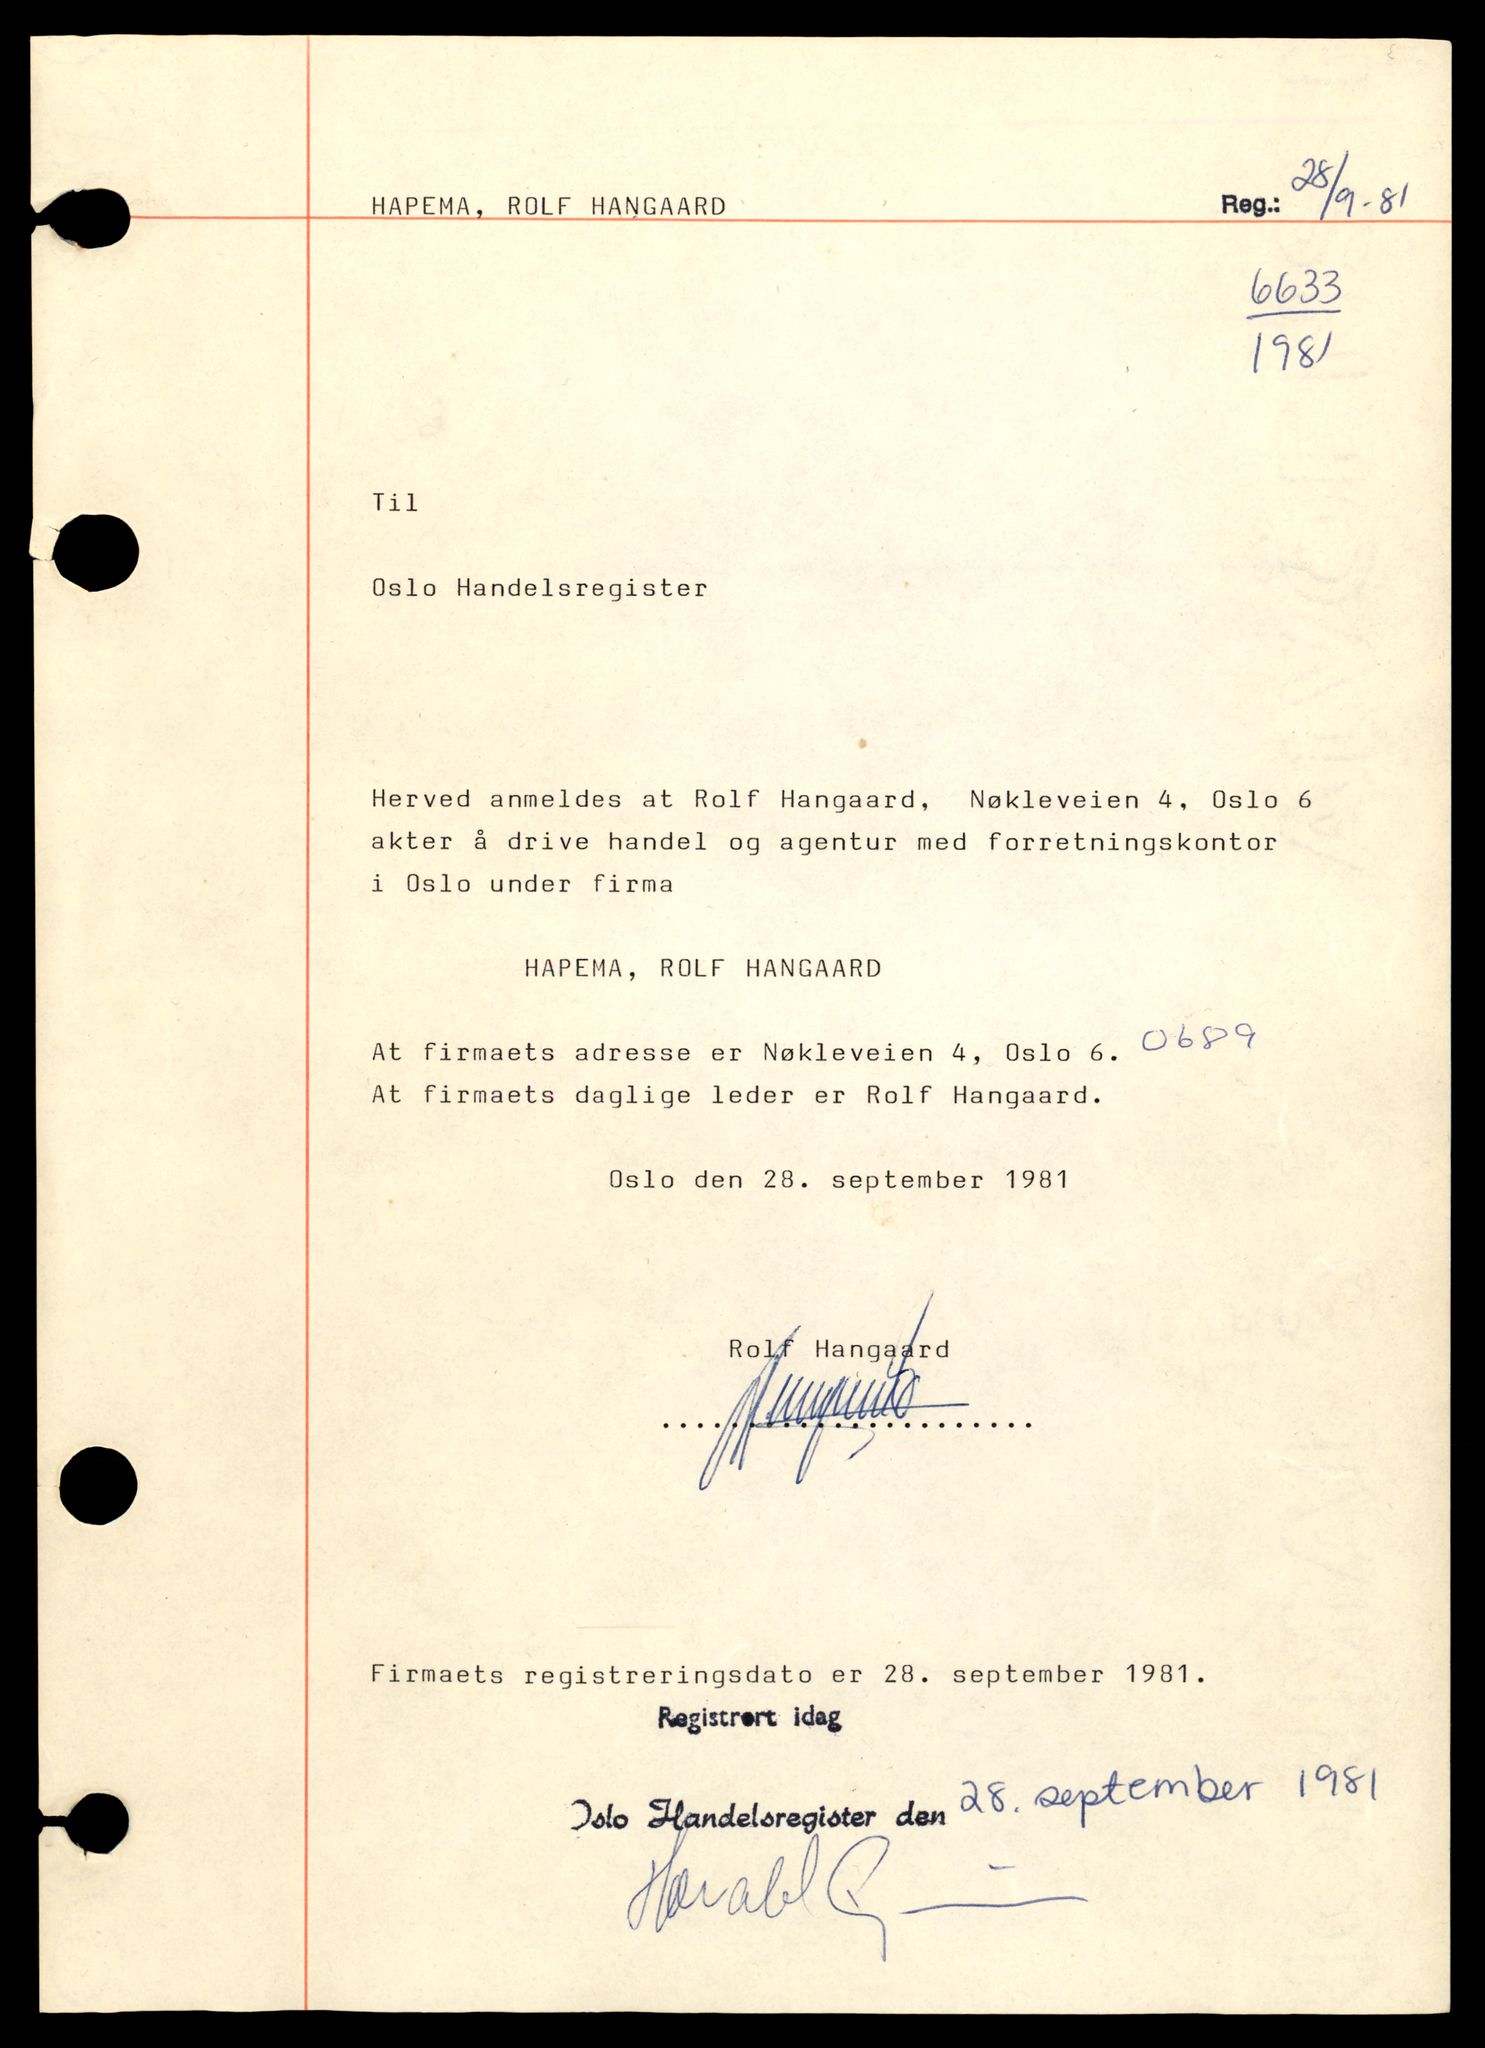 HAPEMA, ROLF HANGAARD
Reg.: 28/9-81
6633
1981
Til
Oslo Handelsregister
Herved anmeldes at Rolf Hangaard, Nøkleveien 4, Oslo 6
akter å drive handel og agentur med forretningskontor
i Oslo under firma
HAPEMA, ROLF HANGAARD
At firmaets adresse er Nøkleveien 4, Oslo 6. 0689
At firmaets daglige leder er Rolf Hangaard.
Oslo den 28. september 1981
Rolf Hangaard
Firmaets registreringsdato er 28. september 1981.
Registrert idag
Oslo Handelsregister den 28. september 1981
Harald